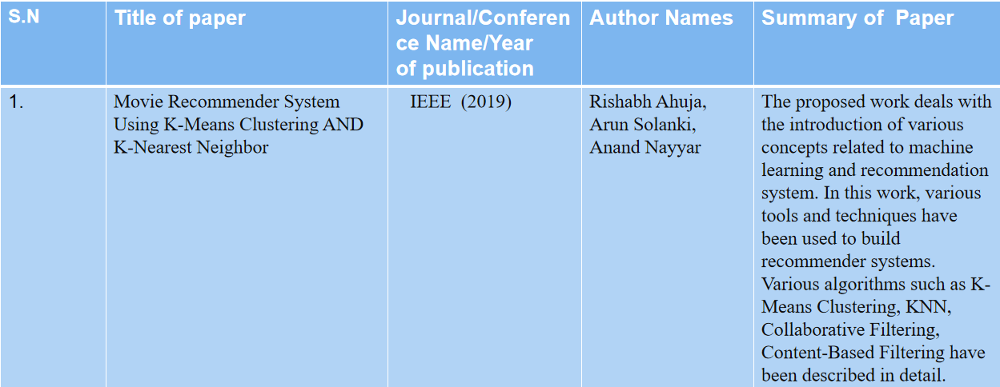 S.N
Title of paper
Journal/Conferen
ce Name/Year
of publication
Author Names
Summary of  Paper
1.
Movie Recommender System
Using K-Means Clustering AND
K-Nearest Neighbor
IEEE  (2019)
Rishabh Ahuja,
Arun Solanki,
Anand Nayyar
The proposed work deals with
the introduction of various
concepts related to machine
learning and recommendation
system. In this work, various
tools and techniques have
been used to build
recommender systems.
Various algorithms such as K-
Means Clustering, KNN,
Collaborative Filtering,
Content-Based Filtering have
been described in detail.